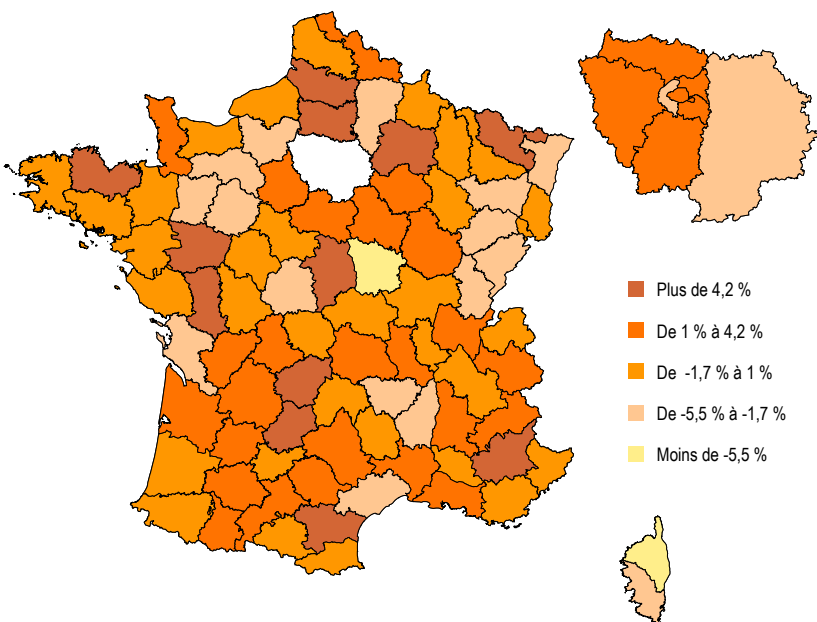 Plus de 4,2 %
De 1 % à 4,2 %
De -1,7 % à 1 %
De -5,5 % à -1,7 %
Moins de -5,5 %